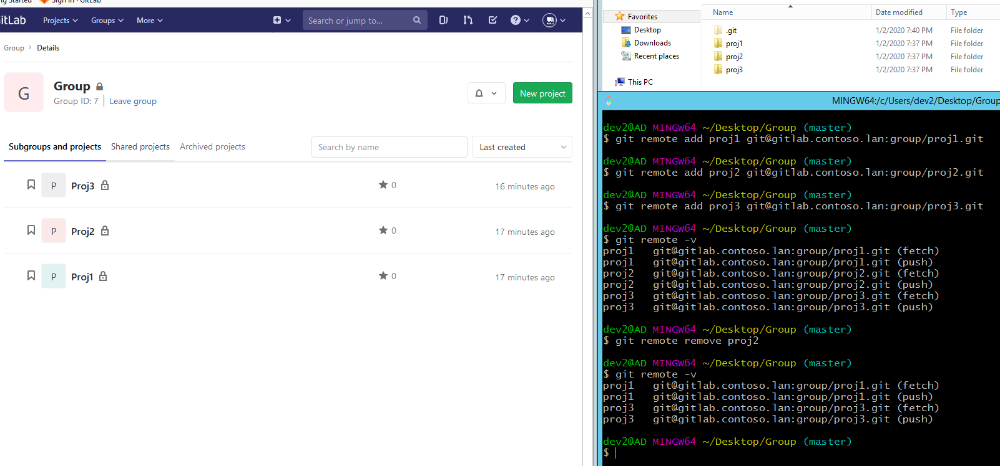 ng Started Sign in · GitLab
GitLab Projects Groups More Search or jump to...
Group > Details
G
Group
Group ID: 7 | Leave group
New project
Subgroups and projects Shared projects Archived projects Search by name Last created
P Proj3 0 16 minutes ago
P Proj2 0 17 minutes ago
P Proj1 0 17 minutes ago
Favorites
Desktop
Downloads
Recent places
This PC
Name Date modified Type
.git 1/2/2020 7:40 PM File folder
proj1 1/2/2020 7:37 PM File folder
proj2 1/2/2020 7:37 PM File folder
proj3 1/2/2020 7:37 PM File folder
MINGW64:/c/Users/dev2/Desktop/Group
dev2@AD MINGW64 ~/Desktop/Group (master)
$ git remote add proj1 git@gitlab.contoso.lan:group/proj1.git
dev2@AD MINGW64 ~/Desktop/Group (master)
$ git remote add proj2 git@gitlab.contoso.lan:group/proj2.git
dev2@AD MINGW64 ~/Desktop/Group (master)
$ git remote add proj3 git@gitlab.contoso.lan:group/proj3.git
dev2@AD MINGW64 ~/Desktop/Group (master)
$ git remote -v
proj1 git@gitlab.contoso.lan:group/proj1.git (fetch)
proj1 git@gitlab.contoso.lan:group/proj1.git (push)
proj2 git@gitlab.contoso.lan:group/proj2.git (fetch)
proj2 git@gitlab.contoso.lan:group/proj2.git (push)
proj3 git@gitlab.contoso.lan:group/proj3.git (fetch)
proj3 git@gitlab.contoso.lan:group/proj3.git (push)
dev2@AD MINGW64 ~/Desktop/Group (master)
$ git remote remove proj2
dev2@AD MINGW64 ~/Desktop/Group (master)
$ git remote -v
proj1 git@gitlab.contoso.lan:group/proj1.git (fetch)
proj1 git@gitlab.contoso.lan:group/proj1.git (push)
proj3 git@gitlab.contoso.lan:group/proj3.git (fetch)
proj3 git@gitlab.contoso.lan:group/proj3.git (push)
dev2@AD MINGW64 ~/Desktop/Group (master)
$